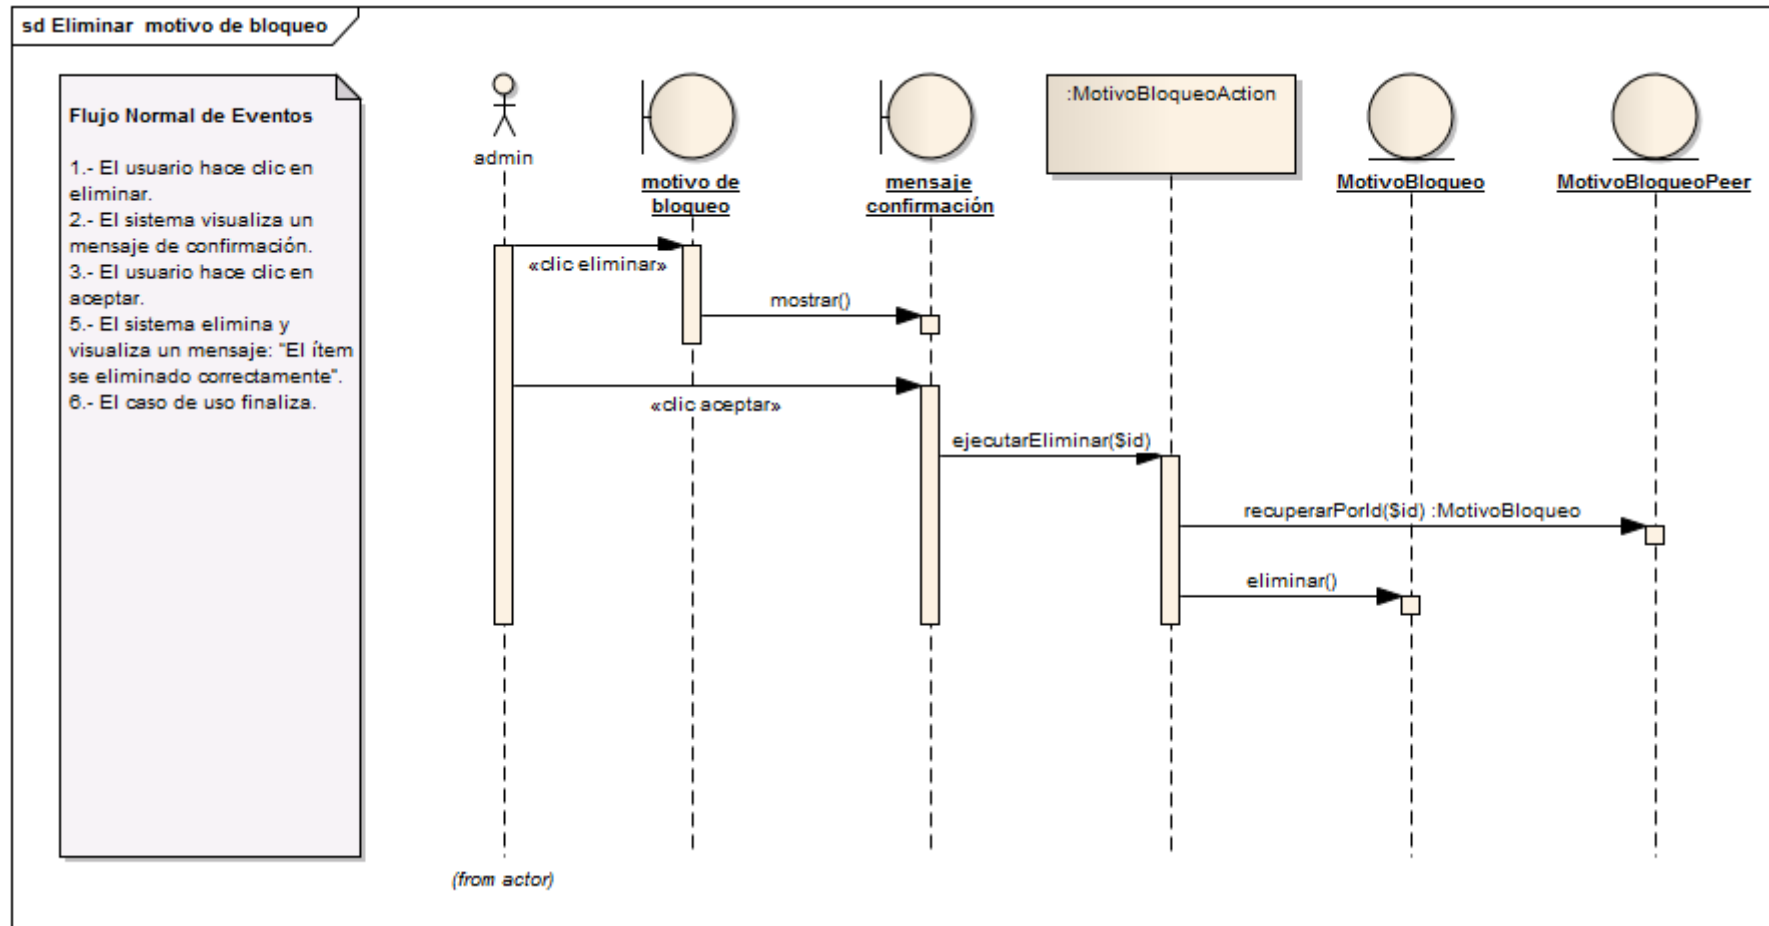 sd Eliminar  motivo de bloqueo
Flujo Normal de Eventos
1.- El usuario hace clic en
eliminar.
2.- El sistema visualiza un
mensaje de confirmación.
3.- El usuario hace clic en
aceptar.
5.- El sistema elimina y
visualiza un mensaje: "El ítem
se eliminado correctamente".
6.- El caso de uso finaliza.
admin
motivo de
bloqueo
mensaje
confirmación
:MotivoBloqueoAction
MotivoBloqueo
MotivoBloqueoPeer
«clic eliminar»
mostrar()
«clic aceptar»
ejecutarEliminar($id)
recuperarPorId($id) :MotivoBloqueo
eliminar()
(from actor)